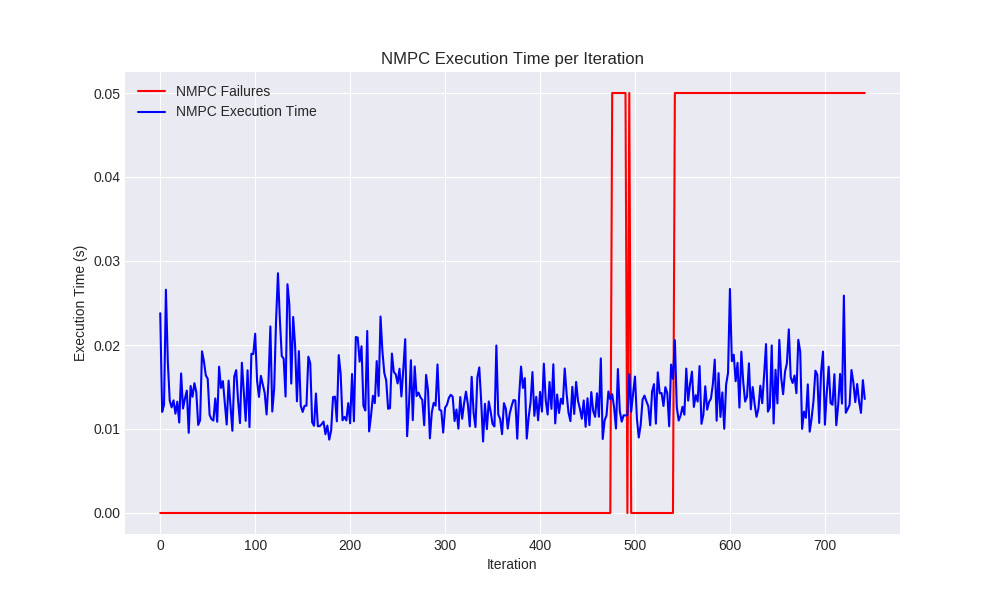 NMPC Execution Time per Iteration
NMPC Failures
NMPC Execution Time
0.05
0.04
0.03
0.02
0.01
0.00
Execution Time (s)
0 100 200 300 400 500 600 700
Iteration